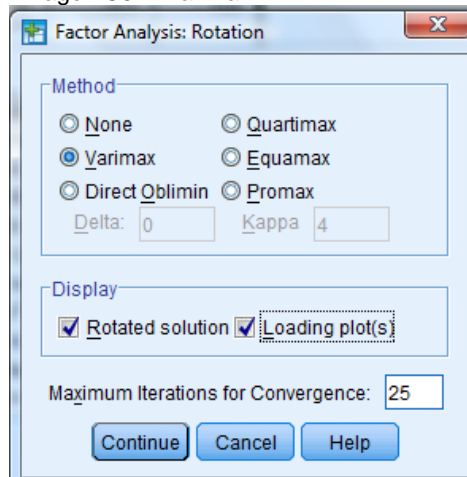 Factor Analysis: Rotation
Method
None Quartimax
Varimax Equamax
Direct Oblimin Promax
Delta: 0 Kappa 4
Display
Rotated solution Loading plot(s)
Maximum Iterations for Convergence: 25
Continue Cancel Help